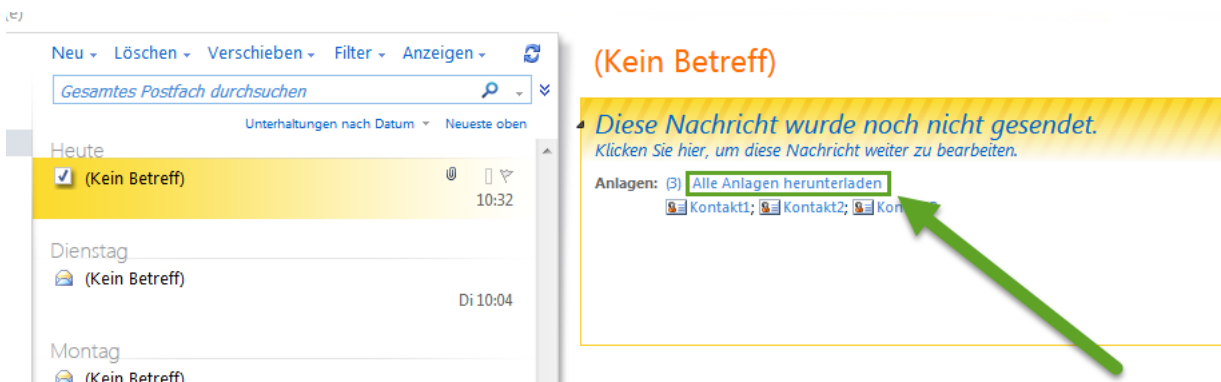 Neu Löschen Verschieben Filter Anzeigen
Gesamtes Postfach durchsuchen
Unterhaltungen nach Datum Neueste oben
Heute
(Kein Betreff)
10:32
Dienstag
(Kein Betreff)
Di 10:04
Montag
(Kein Betreff)
(Kein Betreff)
Diese Nachricht wurde noch nicht gesendet.
Klicken Sie hier, um diese Nachricht weiter zu bearbeiten.
Anlagen: (3) Alle Anlagen herunterladen
Kontakt1; Kontakt2;